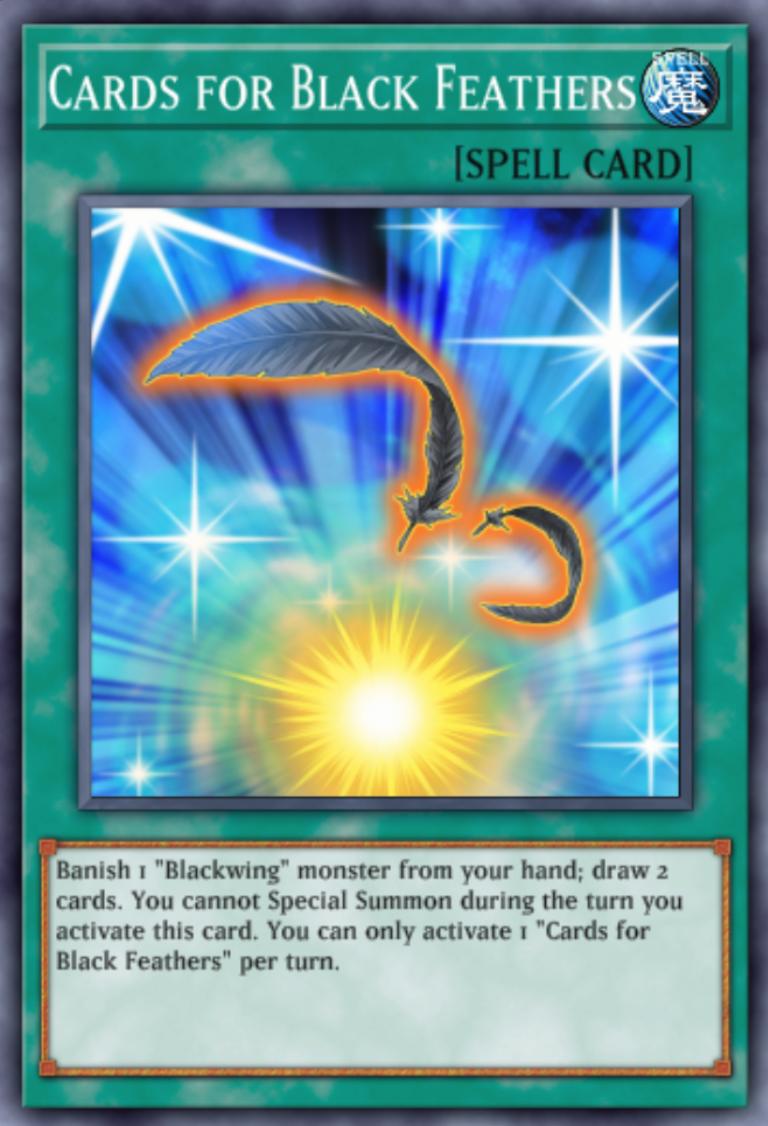 CARDS FOR BLACK FEATHERS
SPELL
魔
[SPELL CARD]
Banish 1 "Blackwing" monster from your hand; draw 2
cards. You cannot Special Summon during the turn you
activate this card. You can only activate 1 "Cards for
Black Feathers" per turn.